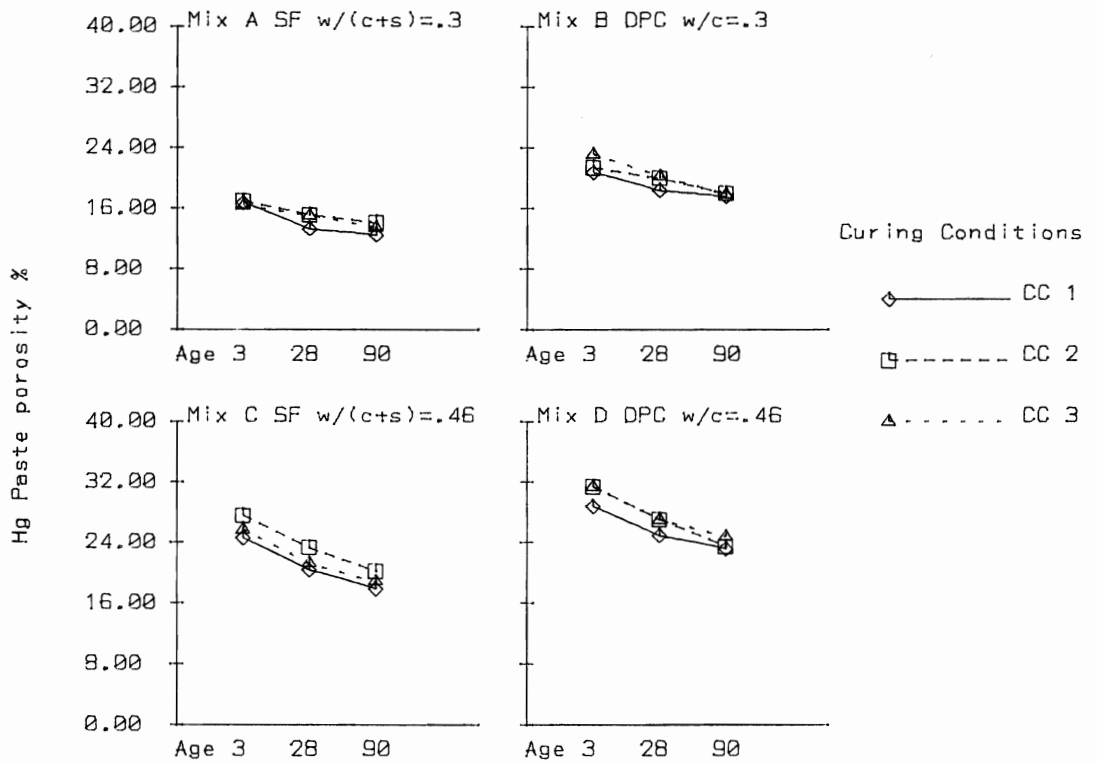 Hg Paste porosity %
Mix A SF w/(c+s)=.3
40.00
32.00
24.00
16.00
8.00
0.00
Age 3 28 90
Mix B OPC w/c=.3
Age 3 28 90
Mix C SF w/(c+s)=.46
40.00
32.00
24.00
16.00
8.00
0.00
Age 3 28 90
Mix D OPC w/c=.46
Age 3 28 90
Curing Conditions
CC 1
CC 2
CC 3